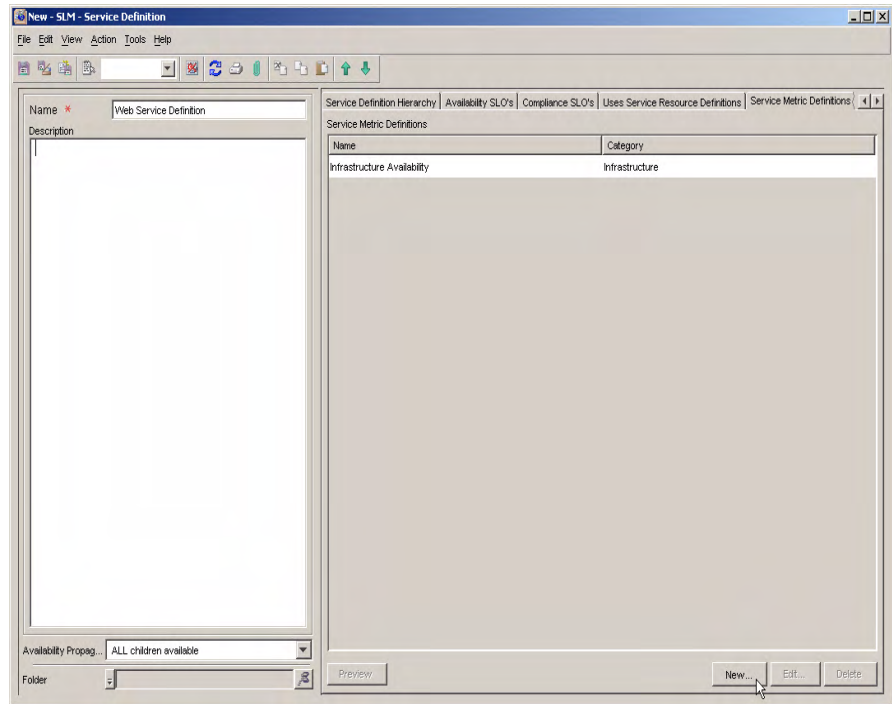 New - SLM - Service Definition
File Edit View Action Tools Help
Name * Web Service Definition
Description
Availability Propag... ALL children available
Folder
Service Definition Hierarchy Availability SLO's Compliance SLO's Uses Service Resource Definitions Service Metric Definitions
Service Metric Definitions
Name Category
Infrastructure Availability Infrastructure
Preview New... Edit... Delete